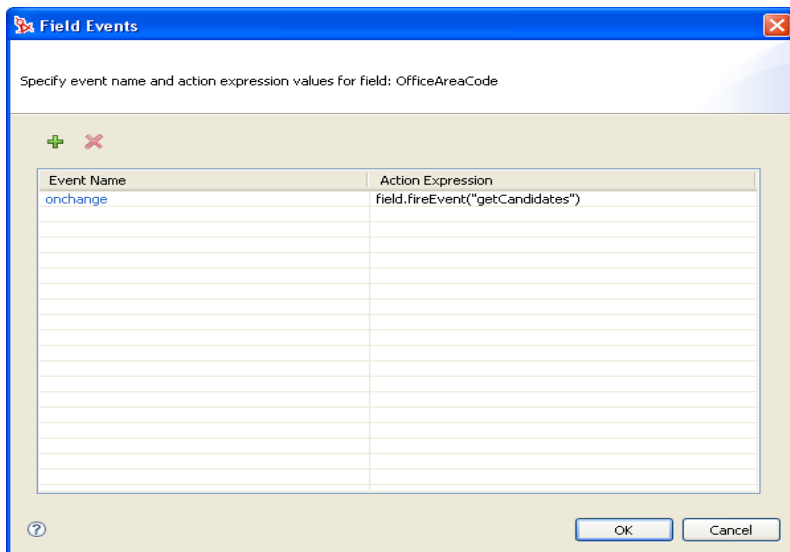 Field Events
Specify event name and action expression values for field: OfficeAreaCode
Event Name Action Expression
onchange field.fireEvent("getCandidates")
?
OK Cancel